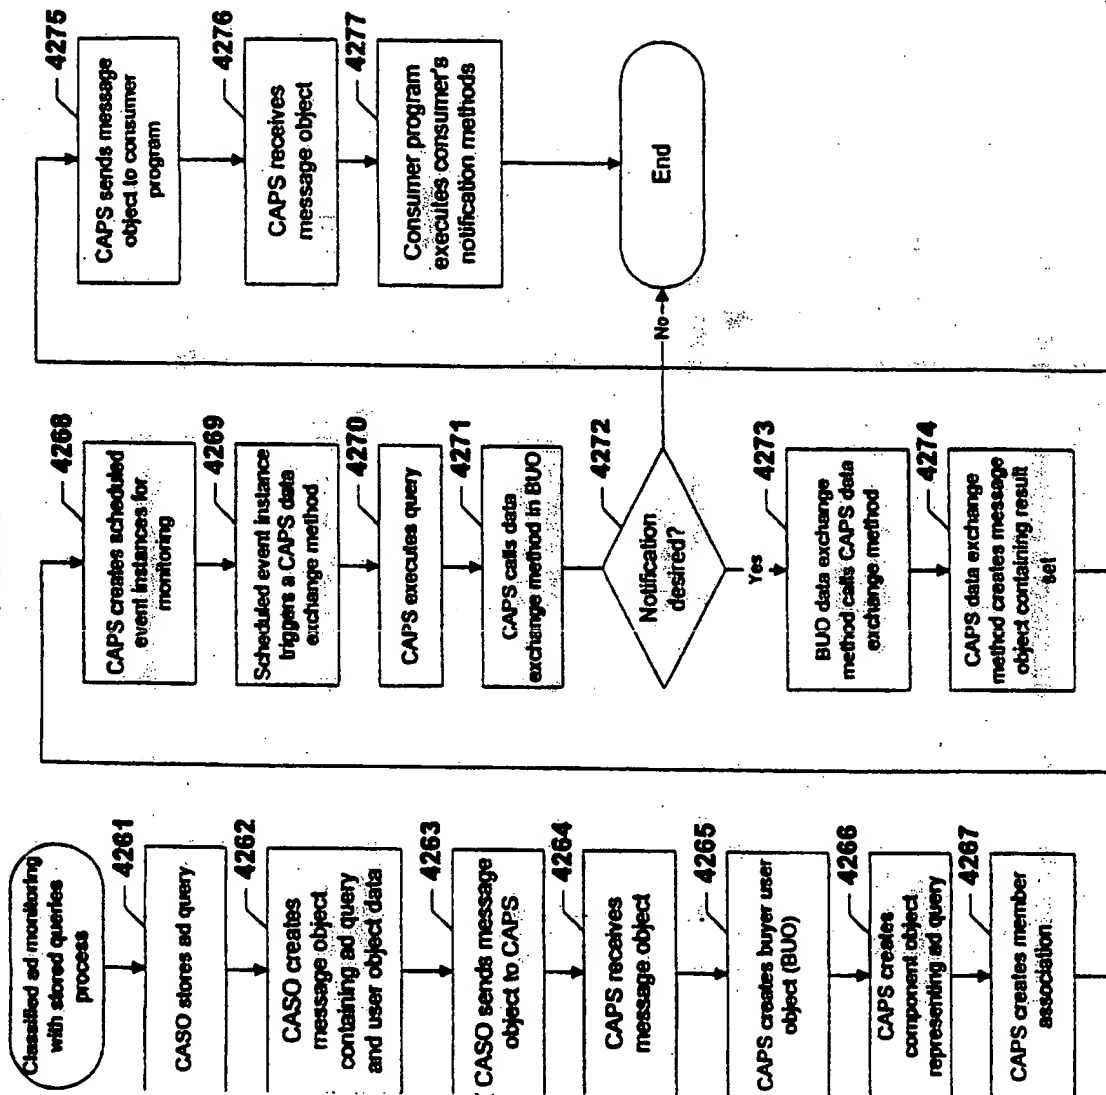 Classified ad monitoring
with stored queries
process
4261
CASO stores ad query
4262
CASO creates
message object
containing ad query
and user object data
4263
CASO sends message
object to CAPS
4264
CAPS receives
message object
4265
CAPS creates buyer user
object (BUO)
4266
CAPS creates
component object
representing ad query
4267
CAPS creates member
association
4268
CAPS creates scheduled
event instances for
monitoring
4269
Scheduled event instance
triggers a CAPS data
exchange method
4270
CAPS executes query
4271
CAPS calls data
exchange method in BUO
4272
Notification
desired?
No
Yes
4273
BUO data exchange
method calls CAPS data
exchange method
4274
CAPS data exchange
method creates message
object containing result
set
4275
CAPS sends message
object to consumer
program
4276
CAPS receives
message object
4277
Consumer program
executes consumer's
notification methods
End